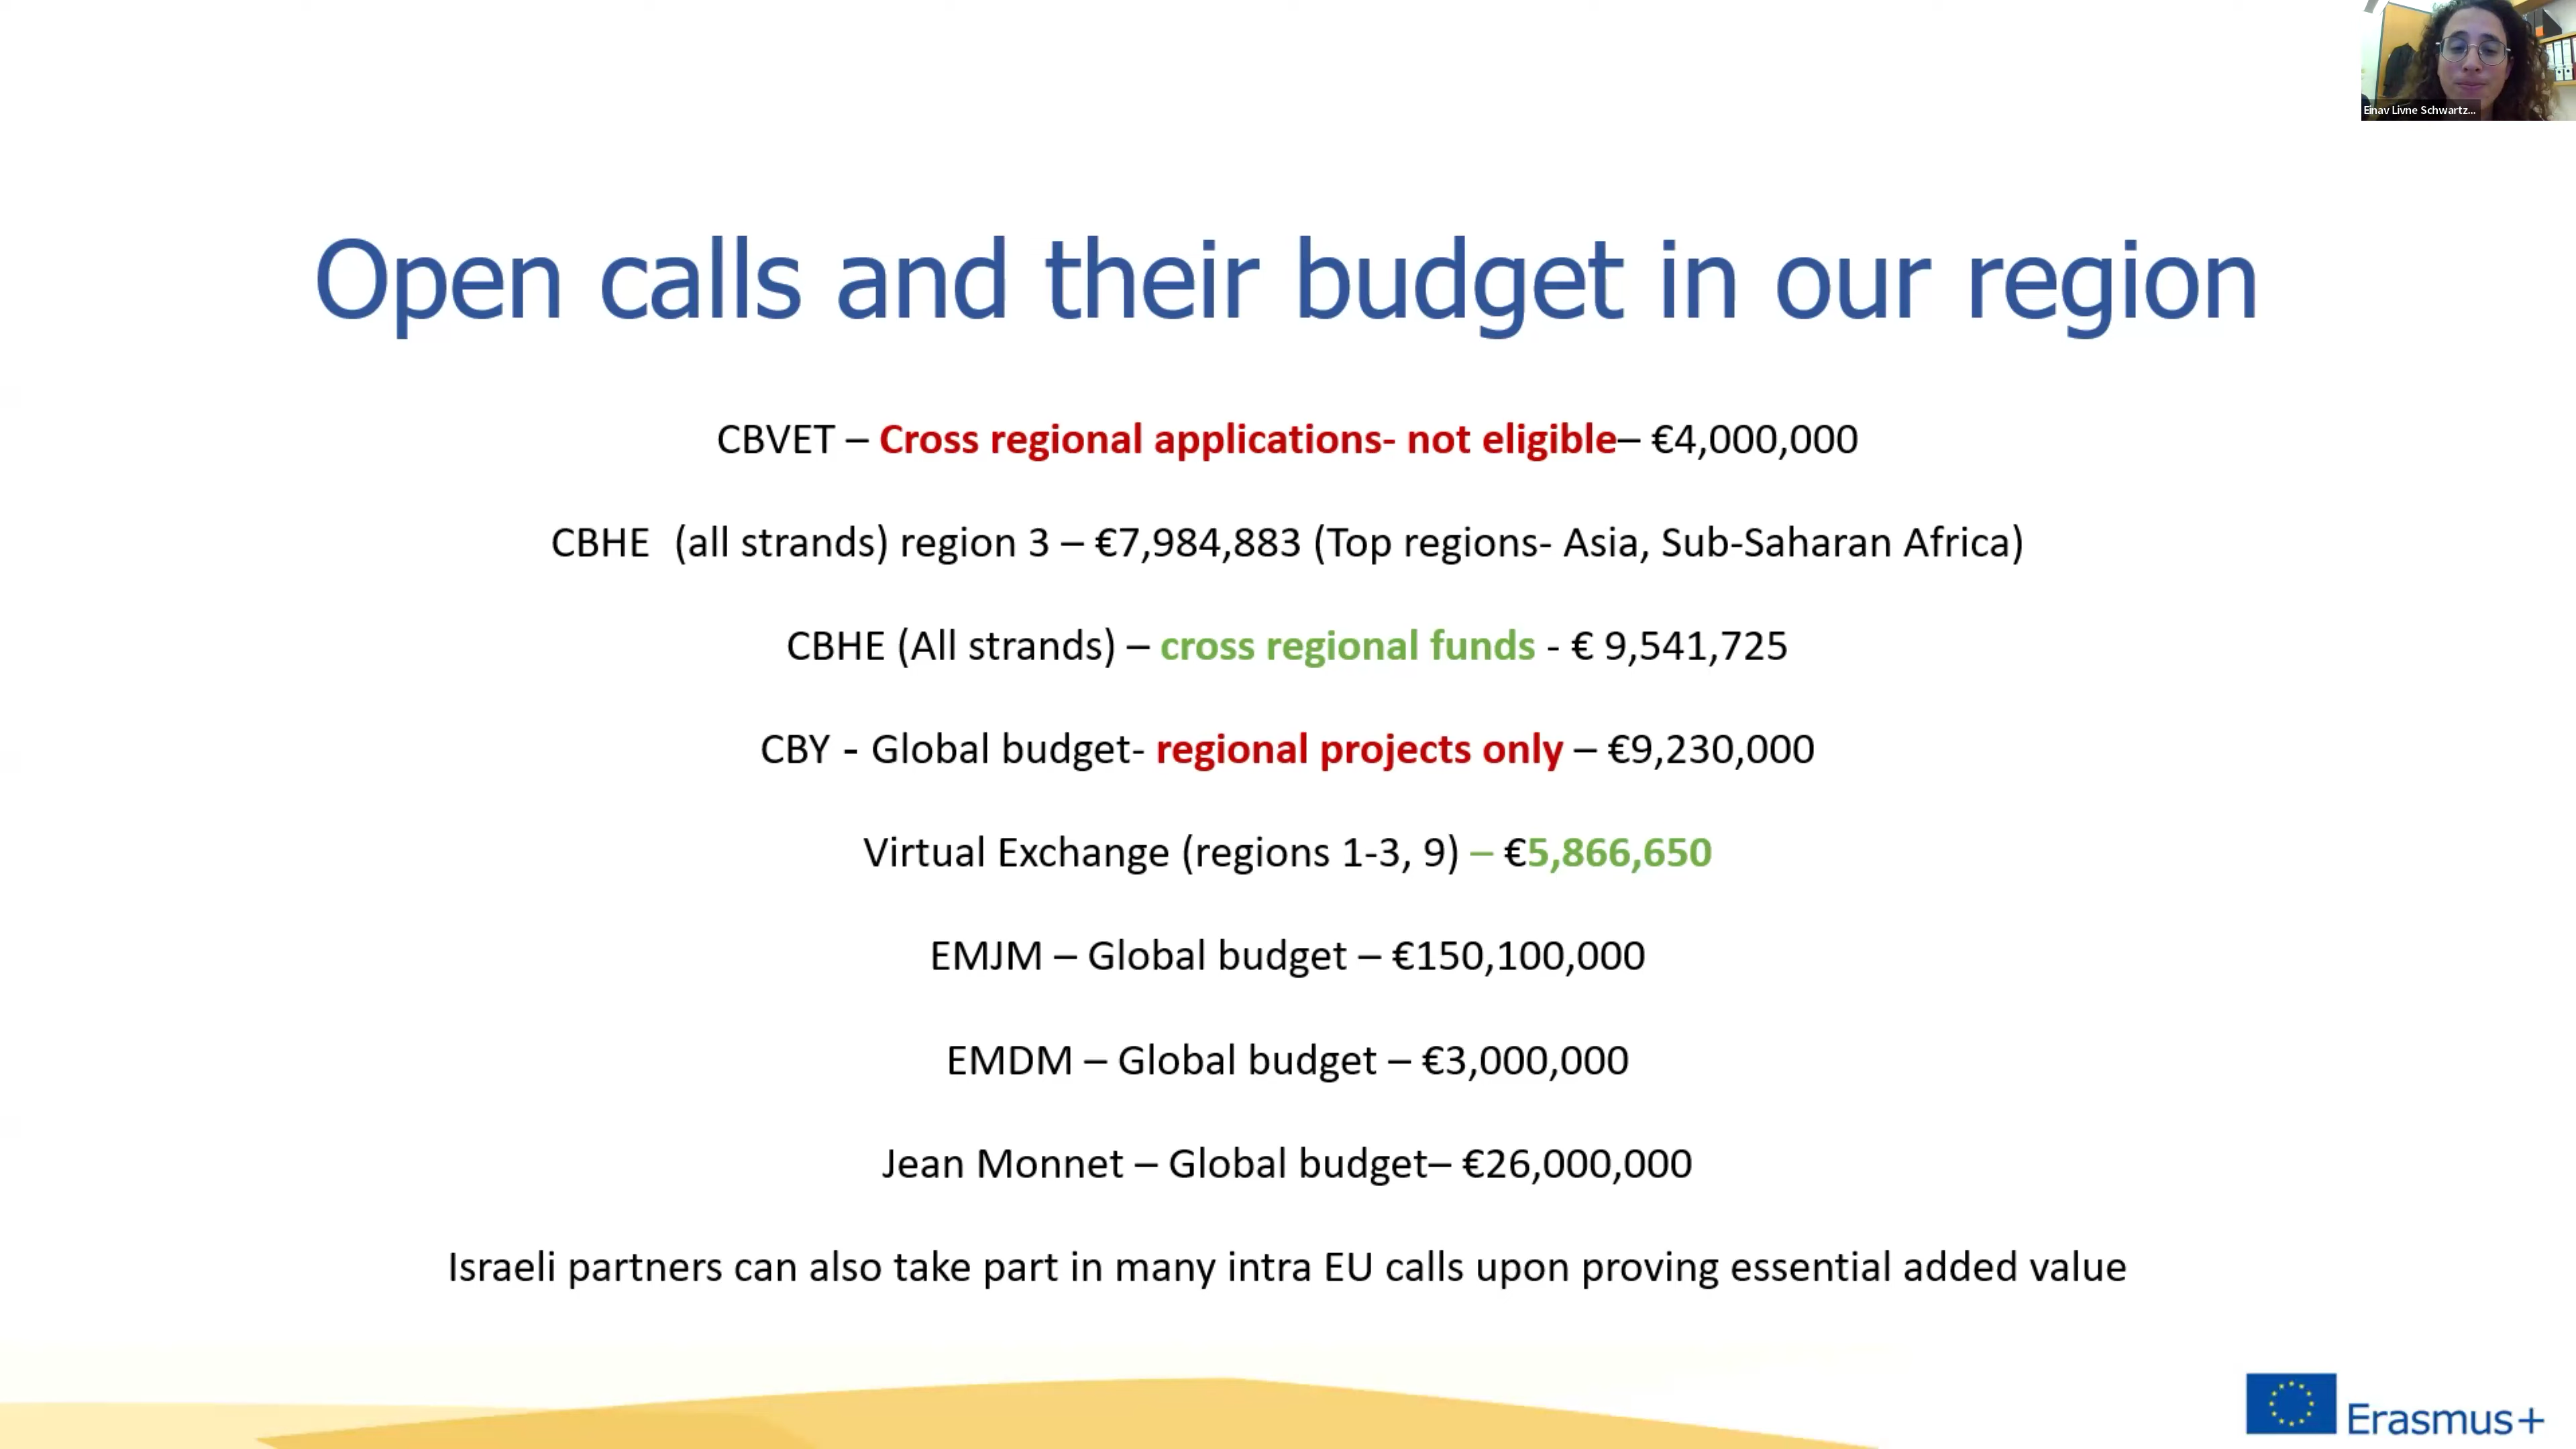 Einav Livne Schwartz...
Open calls and their budget in our region
CBVET – Cross regional applications- not eligible– €4,000,000
CBHE  (all strands) region 3 – €7,984,883 (Top regions- Asia, Sub-Saharan Africa)
CBHE (All strands) – cross regional funds - € 9,541,725
CBY - Global budget- regional projects only – €9,230,000
Virtual Exchange (regions 1-3, 9) – €5,866,650
EMJM – Global budget – €150,100,000
EMDM – Global budget – €3,000,000
Jean Monnet – Global budget– €26,000,000
Israeli partners can also take part in many intra EU calls upon proving essential added value
Erasmus+